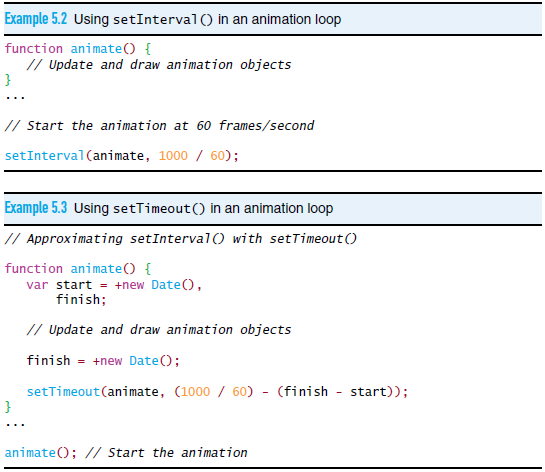 Example 5.2 Using setInterval() in an animation loop
function animate() {
// Update and draw animation objects
}
...
// Start the animation at 60 frames/second
setInterval(animate, 1000 / 60);
Example 5.3 Using setTimeout() in an animation loop
// Approximating setInterval() with setTimeout()
function animate() {
var start = +new Date(),
finish;
// Update and draw animation objects
finish = +new Date();
setTimeout(animate, (1000 / 60) - (finish - start));
}
...
animate(); // Start the animation